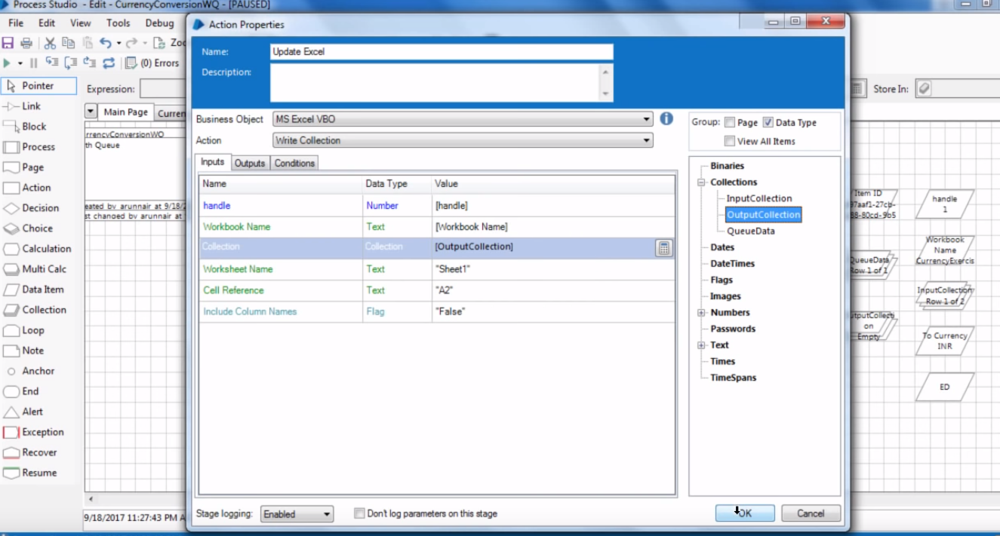 Process Studio - Edit - CurrencyConversionWQ - [PAUSED]
File Edit View Tools Debug
(0) Errors
Expression:
Store In:
Pointer
Link
Block
Process
Page
Action
Decision
Choice
Calculation
Multi Calc
Data Item
Collection
Loop
Note
Anchor
End
Alert
Exception
Recover
Resume
Main Page
Curren
rrencyConversionWQ
th Queue
eated by arunnair at 9/18/2
st changed by arunnair at
9/18/2017 11:27:43 PM A
Action Properties
Name: Update Excel
Description:
Business Object MS Excel VBO
Action Write Collection
Inputs Outputs Conditions
Name Data Type Value
handle Number [handle]
Workbook Name Text [Workbook Name]
Collection Collection [OutputCollection]
Worksheet Name Text "Sheet1"
Cell Reference Text "A2"
Include Column Names Flag "False"
Group: Page Data Type
View All Items
Binaries
Collections
InputCollection
OutputCollection
QueueData
Dates
DateTimes
Flags
Images
Numbers
Passwords
Text
Times
TimeSpans
Stage logging: Enabled
Don't log parameters on this stage
OK
Cancel
Item ID
97aaf1-27cb-
88-80cd-9b5
handle
1
Workbook
Name
CurrencyExercis
QueueData
Row 1 of 1
InputCollection
Row 1 of 2
utputCollecti
on
Empty
To Currency
INR
ED